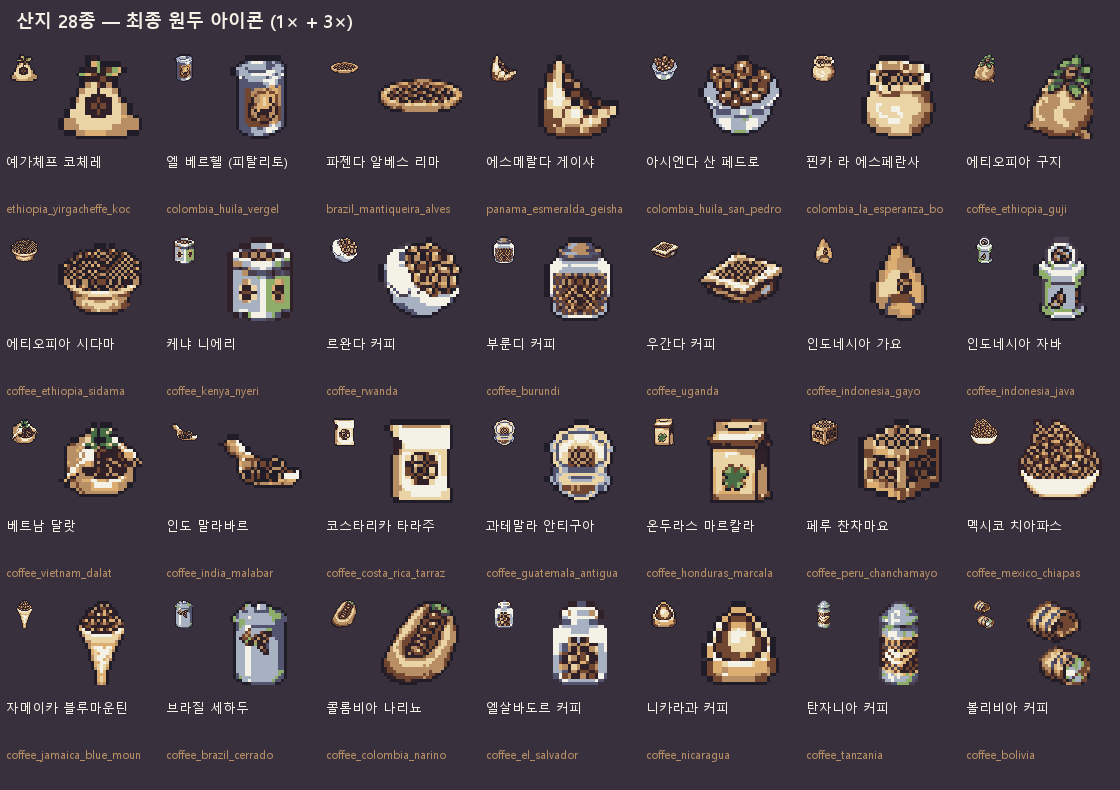 산지 28종 — 최종 원두 아이콘 (1× + 3×)
예가체프 코체레
엘 베르헬 (피탈리토)
파젠다 알베스 리마
에스메랄다 게이샤
아시엔다 산 페드로
핀카 라 에스페란사
에티오피아 구지
ethiopia_yirgacheffe_koc
colombia_huila_vergel
brazil_mantiqueira_alves
panama_esmeralda_geisha
colombia_huila_san_pedro
colombia_la_esperanza_bo
coffee_ethiopia_guji
에티오피아 시다마
케냐 니에리
르완다 커피
부룬디 커피
우간다 커피
인도네시아 가요
인도네시아 자바
coffee_ethiopia_sidama
coffee_kenya_nyeri
coffee_rwanda
coffee_burundi
coffee_uganda
coffee_indonesia_gayo
coffee_indonesia_java
베트남 달랏
인도 말라바르
코스타리카 타라주
과테말라 안티구아
온두라스 마르칼라
페루 찬차마요
멕시코 치아파스
coffee_vietnam_dalat
coffee_india_malabar
coffee_costa_rica_tarraz
coffee_guatemala_antigua
coffee_honduras_marcala
coffee_peru_chanchamayo
coffee_mexico_chiapas
자메이카 블루마운틴
브라질 세하두
콜롬비아 나리뇨
엘살바도르 커피
니카라과 커피
탄자니아 커피
볼리비아 커피
coffee_jamaica_blue_moun
coffee_brazil_cerrado
coffee_colombia_narino
coffee_el_salvador
coffee_nicaragua
coffee_tanzania
coffee_bolivia